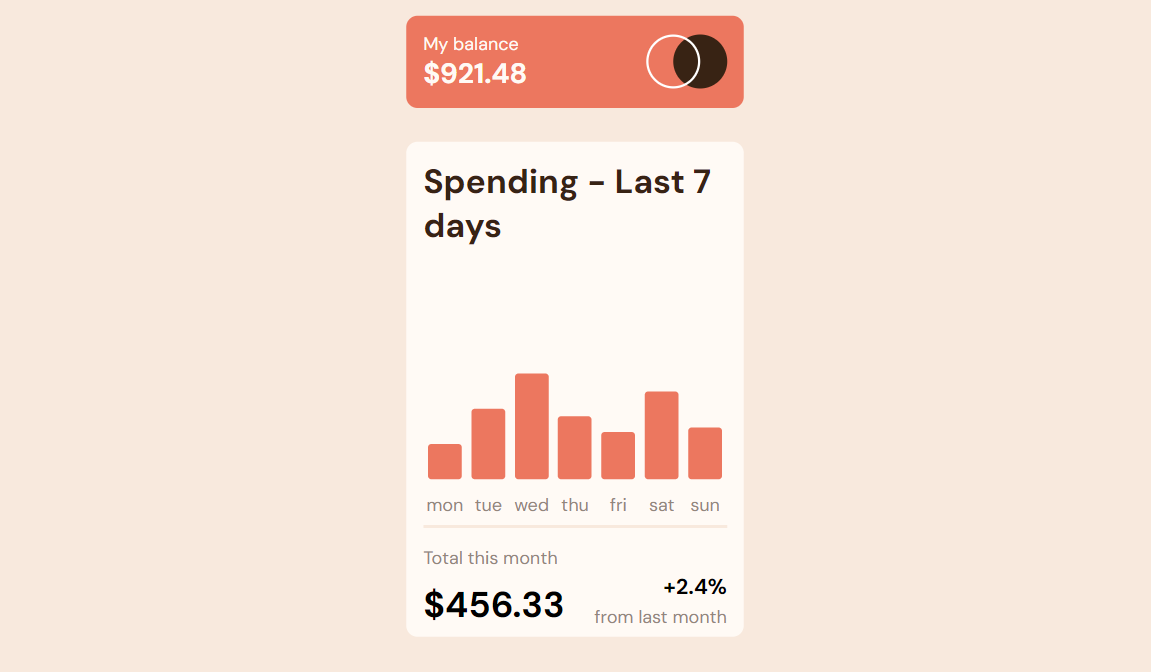 My balance
$921.48
Spending - Last 7
days
mon tue wed thu fri sat sun
Total this month
$456.33
+2.4%
from last month